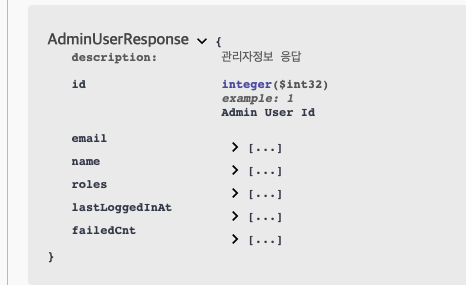 AdminUserResponse {
description: 관리자정보 응답
id integer($int32)
example: 1
Admin User Id
email > [...]
name > [...]
roles > [...]
lastLoggedInAt > [...]
failedCnt > [...]
}